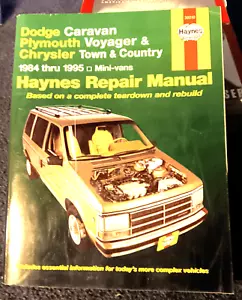 Dodge Caravan
Plymouth Voyager &
Chrysler Town & Country
1984 thru 1995 □ Mini-vans
Haynes
Haynes Repair Manual
Based on a complete teardown and rebuild
Includes essential information for today's more complex vehicles